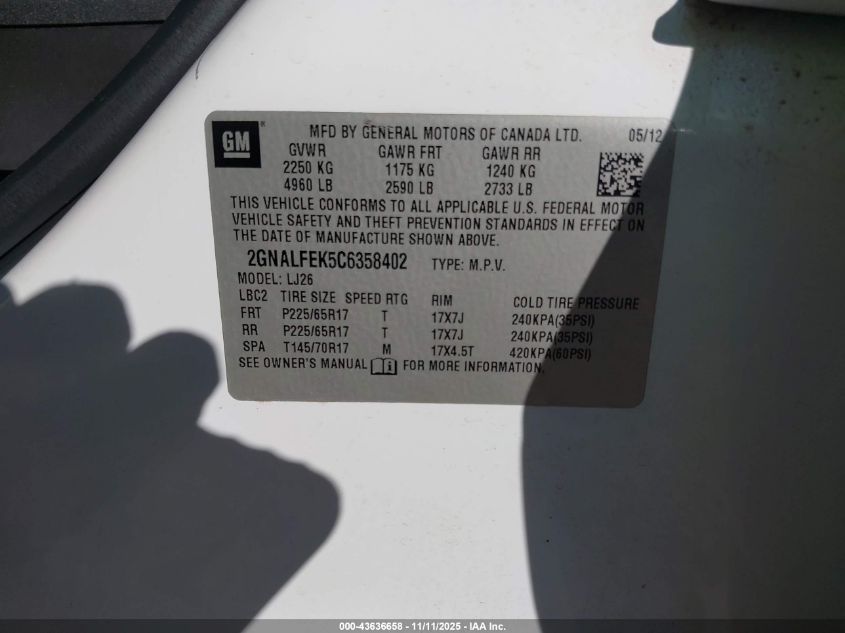 GM ® MFD BY GENERAL MOTORS OF CANADA LTD. 05/12
GVWR GAWR FRT GAWR RR
2250 KG 1175 KG 1240 KG
4960 LB 2590 LB 2733 LB
THIS VEHICLE CONFORMS TO ALL APPLICABLE U.S. FEDERAL MOTOR
VEHICLE SAFETY AND THEFT PREVENTION STANDARDS IN EFFECT ON
THE DATE OF MANUFACTURE SHOWN ABOVE.
2GNALFEK5C6358402 TYPE: M.P.V.
MODEL: LJ26
LBC2 TIRE SIZE SPEED RTG RIM COLD TIRE PRESSURE
FRT P225/65R17 T 17X7J 240KPA(35PSI)
RR P225/65R17 T 17X7J 240KPA(35PSI)
SPA T145/70R17 M 17X4.5T 420KPA(60PSI)
SEE OWNER'S MANUAL FOR MORE INFORMATION.
000-43636658 - 11/11/2025 - IAA Inc.